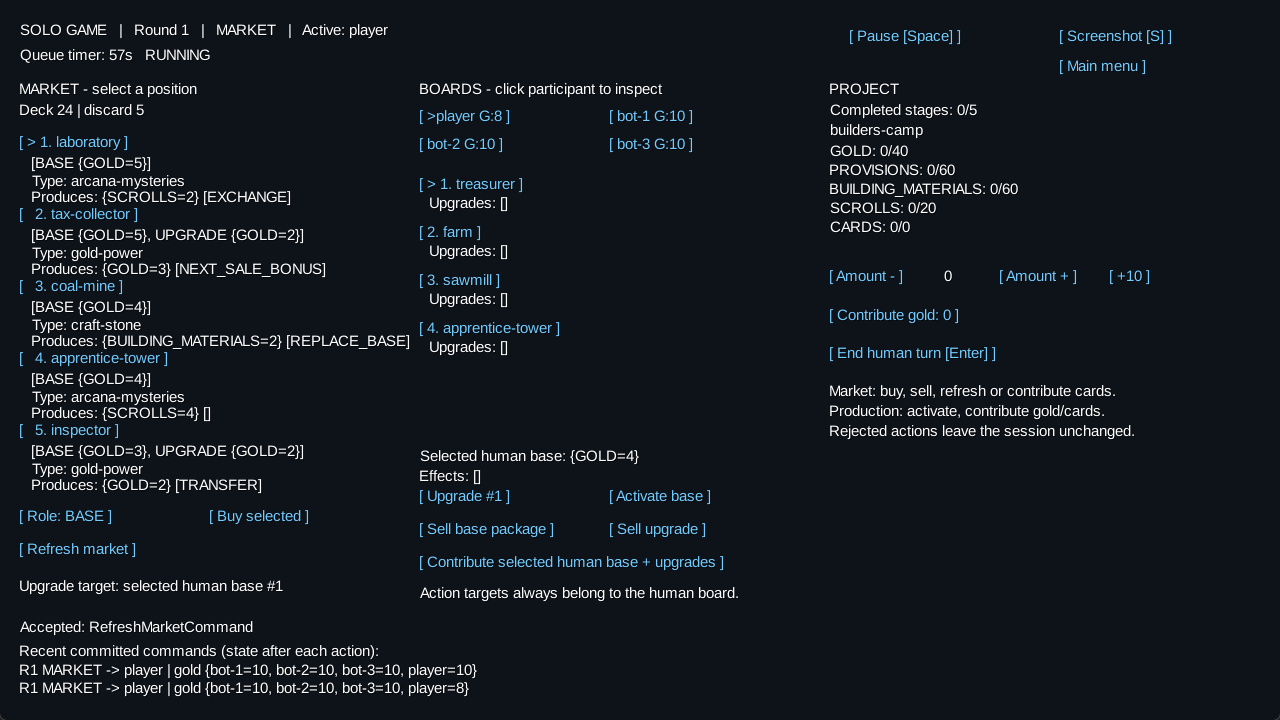 SOLO GAME | Round 1 | MARKET | Active: player
Queue timer: 57s RUNNING
[ Pause [Space] ]
[ Screenshot [S] ]
[ Main menu ]
MARKET - select a position
Deck 24 | discard 5
[ > 1. laboratory ]
[BASE {GOLD=5}]
Type: arcana-mysteries
Produces: {SCROLLS=2} [EXCHANGE]
[ 2. tax-collector ]
[BASE {GOLD=5}, UPGRADE {GOLD=2}]
Type: gold-power
Produces: {GOLD=3} [NEXT_SALE_BONUS]
[ 3. coal-mine ]
[BASE {GOLD=4}]
Type: craft-stone
Produces: {BUILDING_MATERIALS=2} [REPLACE_BASE]
[ 4. apprentice-tower ]
[BASE {GOLD=4}]
Type: arcana-mysteries
Produces: {SCROLLS=4} []
[ 5. inspector ]
[BASE {GOLD=3}, UPGRADE {GOLD=2}]
Type: gold-power
Produces: {GOLD=2} [TRANSFER]
[ Role: BASE ]
[ Buy selected ]
[ Refresh market ]
Upgrade target: selected human base #1
BOARDS - click participant to inspect
[ >player G:8 ]
[ bot-1 G:10 ]
[ bot-2 G:10 ]
[ bot-3 G:10 ]
[ > 1. treasurer ]
Upgrades: []
[ 2. farm ]
Upgrades: []
[ 3. sawmill ]
Upgrades: []
[ 4. apprentice-tower ]
Upgrades: []
Selected human base: {GOLD=4}
Effects: []
[ Upgrade #1 ]
[ Activate base ]
[ Sell base package ]
[ Sell upgrade ]
[ Contribute selected human base + upgrades ]
Action targets always belong to the human board.
PROJECT
Completed stages: 0/5
builders-camp
GOLD: 0/40
PROVISIONS: 0/60
BUILDING_MATERIALS: 0/60
SCROLLS: 0/20
CARDS: 0/0
[ Amount - ]
0
[ Amount + ]
[ +10 ]
[ Contribute gold: 0 ]
[ End human turn [Enter] ]
Market: buy, sell, refresh or contribute cards.
Production: activate, contribute gold/cards.
Rejected actions leave the session unchanged.
Accepted: RefreshMarketCommand
Recent committed commands (state after each action):
R1 MARKET -> player | gold {bot-1=10, bot-2=10, bot-3=10, player=10}
R1 MARKET -> player | gold {bot-1=10, bot-2=10, bot-3=10, player=8}